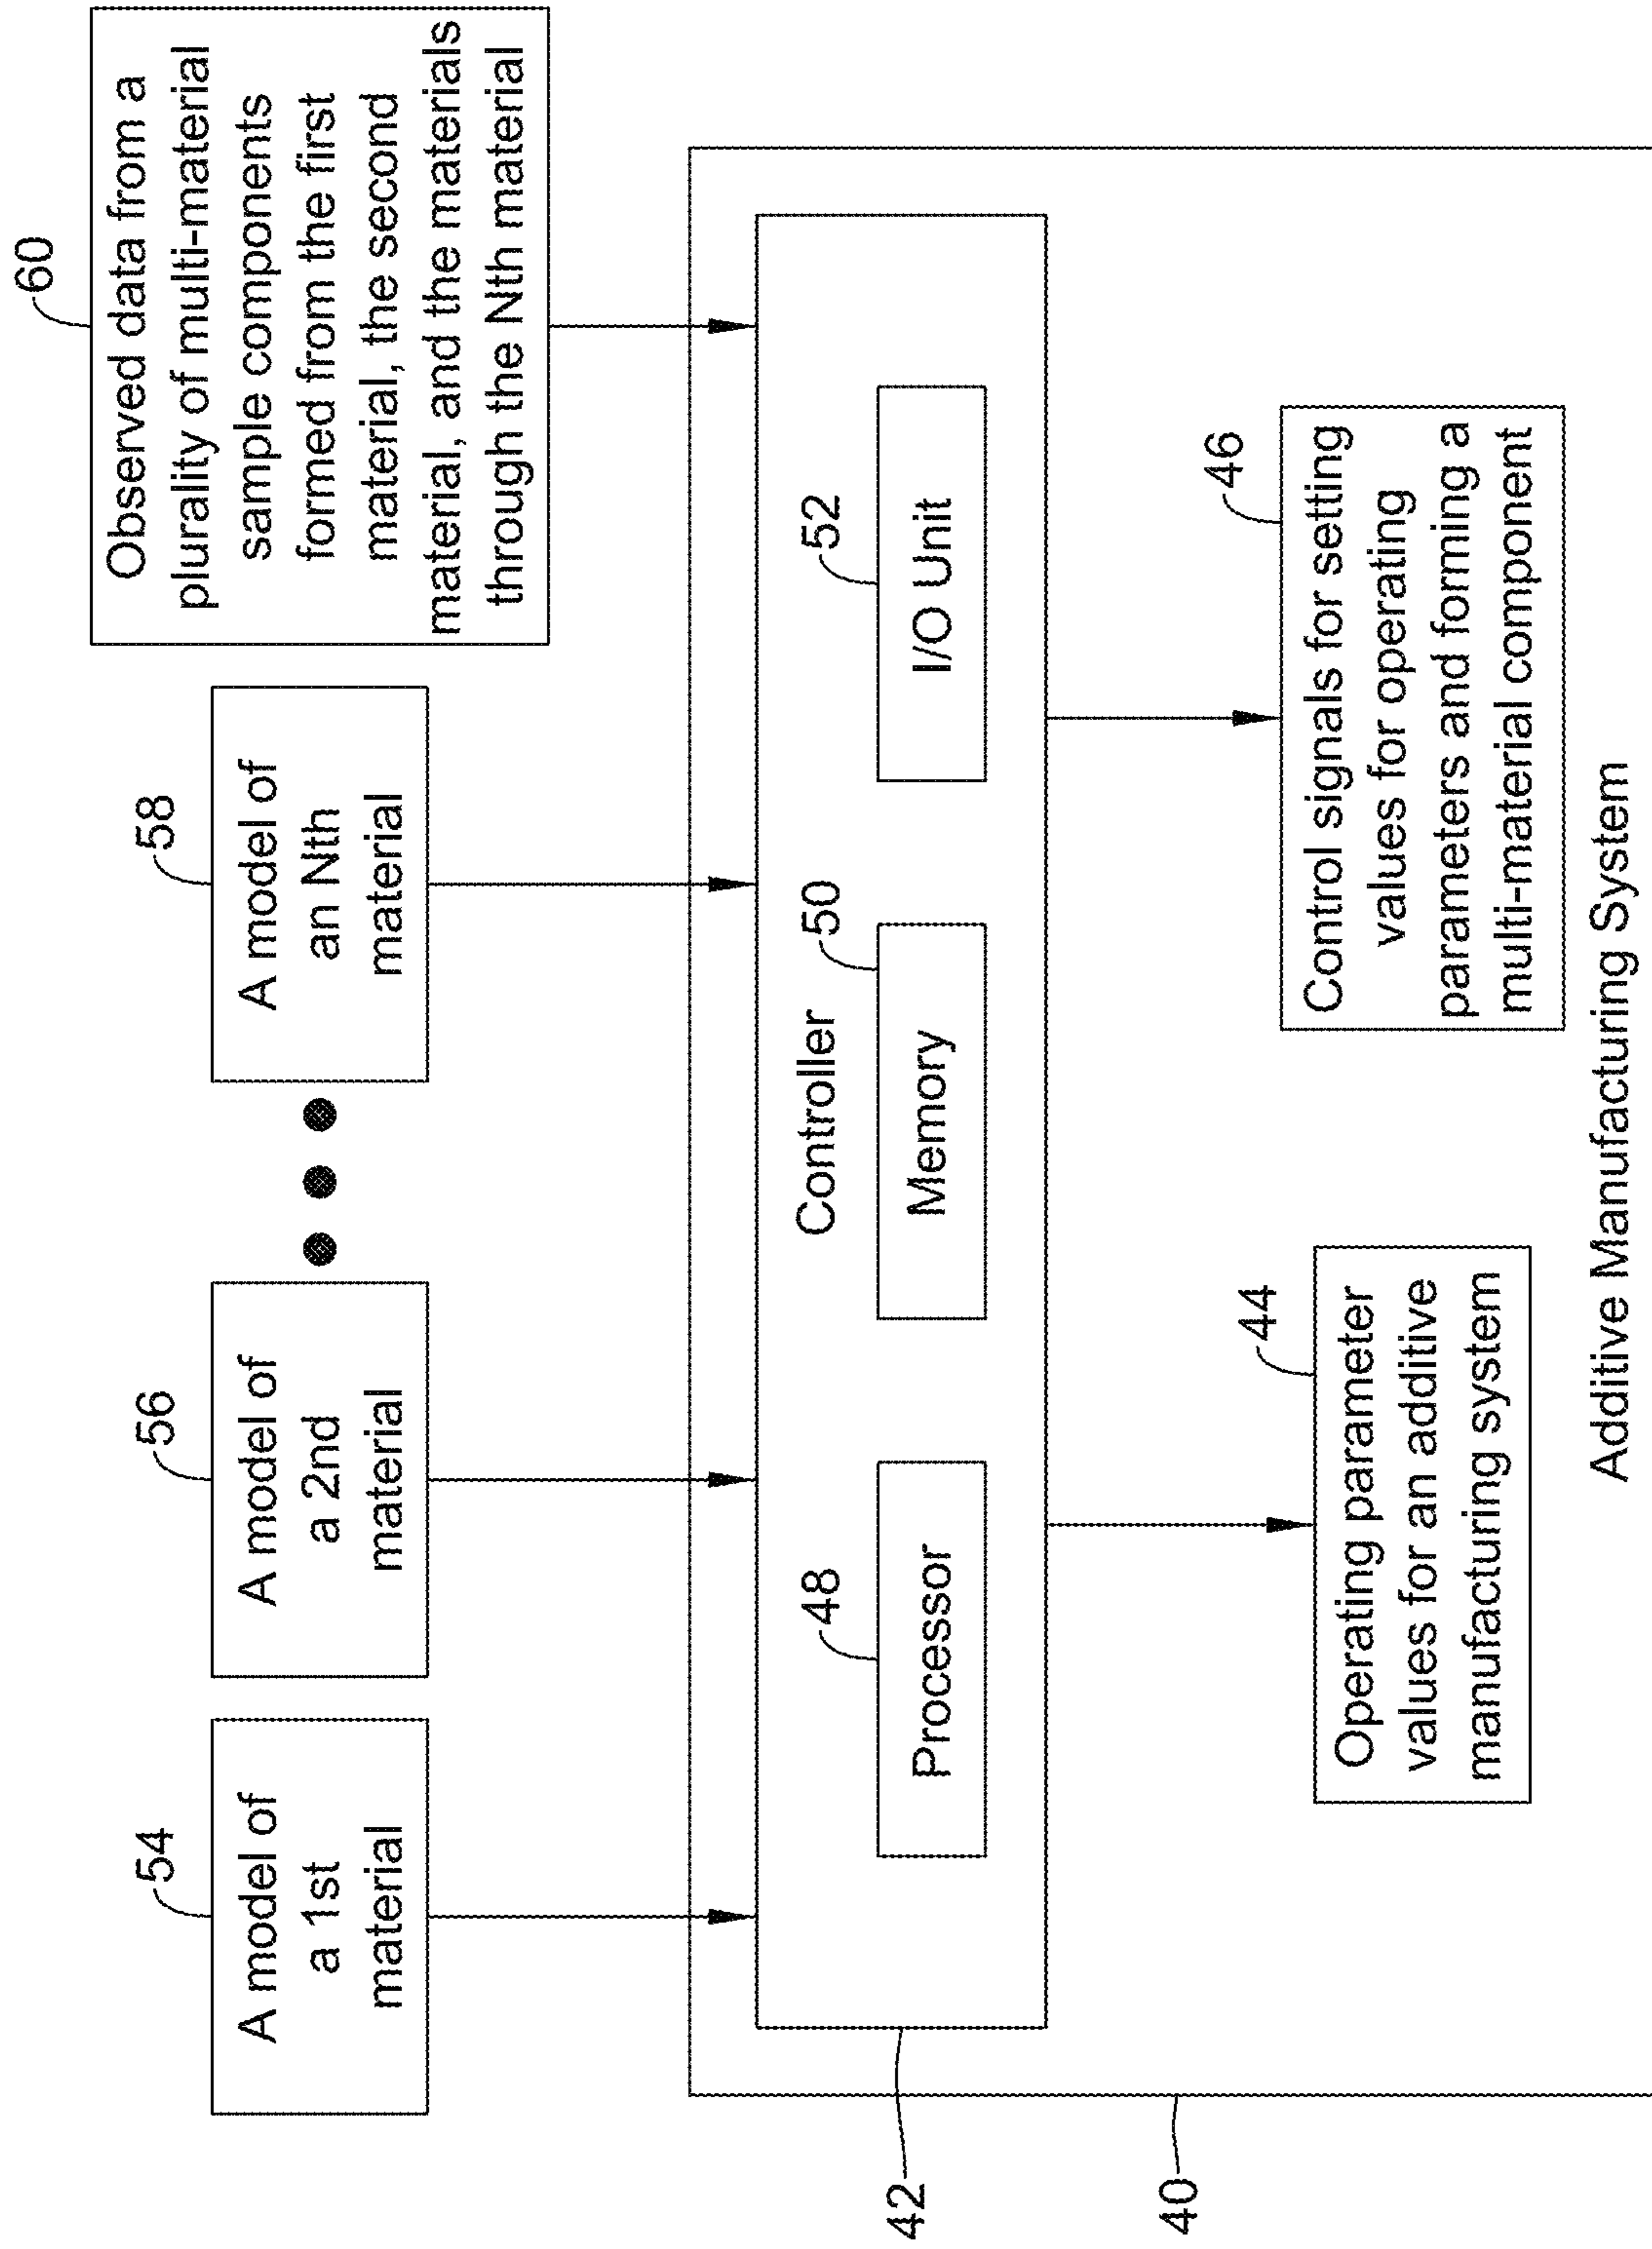 60
Observed data from a
plurality of multi-material
sample components
formed from the first
material, the second
material, and the materials
through the Nth material
54
A model of
a 1st
material
56
A model of
a 2nd
material
58
A model of
an Nth
material
42
Controller
48
Processor
50
Memory
52
I/O Unit
40
44
Operating parameter
values for an additive
manufacturing system
46
Control signals for setting
values for operating
parameters and forming a
multi-material component
Additive Manufacturing System